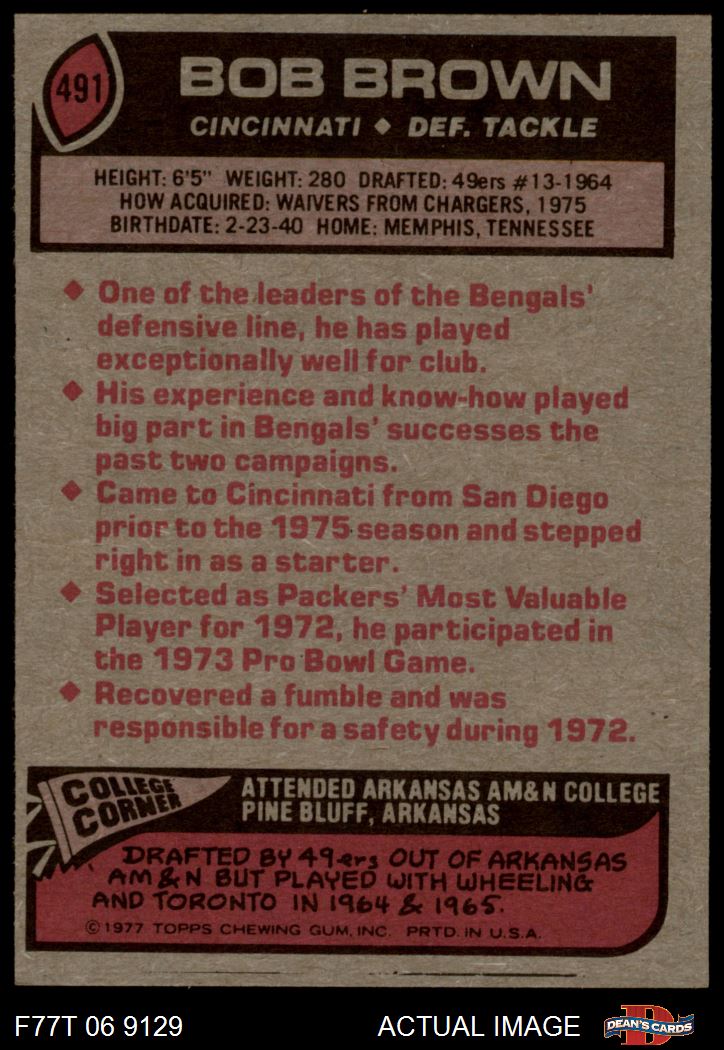 491
BOB BROWN
CINCINNATI ◆ DEF. TACKLE
HEIGHT: 6'5" WEIGHT: 280 DRAFTED: 49ers #13-1964
HOW ACQUIRED: WAIVERS FROM CHARGERS, 1975
BIRTHDATE: 2-23-40 HOME: MEMPHIS, TENNESSEE
◆ One of the leaders of the Bengals'
defensive line, he has played
exceptionally well for club.
◆ His experience and know-how played
big part in Bengals' successes the
past two campaigns.
◆ Came to Cincinnati from San Diego
prior to the 1975 season and stepped
right in as a starter.
◆ Selected as Packers' Most Valuable
Player for 1972, he participated in
the 1973 Pro Bowl Game.
◆ Recovered a fumble and was
responsible for a safety during 1972.
COLLEGE
CORNER
ATTENDED ARKANSAS AM&N COLLEGE
PINE BLUFF, ARKANSAS
DRAFTED BY 49ers OUT OF ARKANSAS
AM & N BUT PLAYED WITH WHEELING
AND TORONTO IN 1964 & 1965.
©1977 TOPPS CHEWING GUM, INC. PRTD. IN U.S.A.
F77T 06 9129
ACTUAL IMAGE
D
DEAN'S CARDS